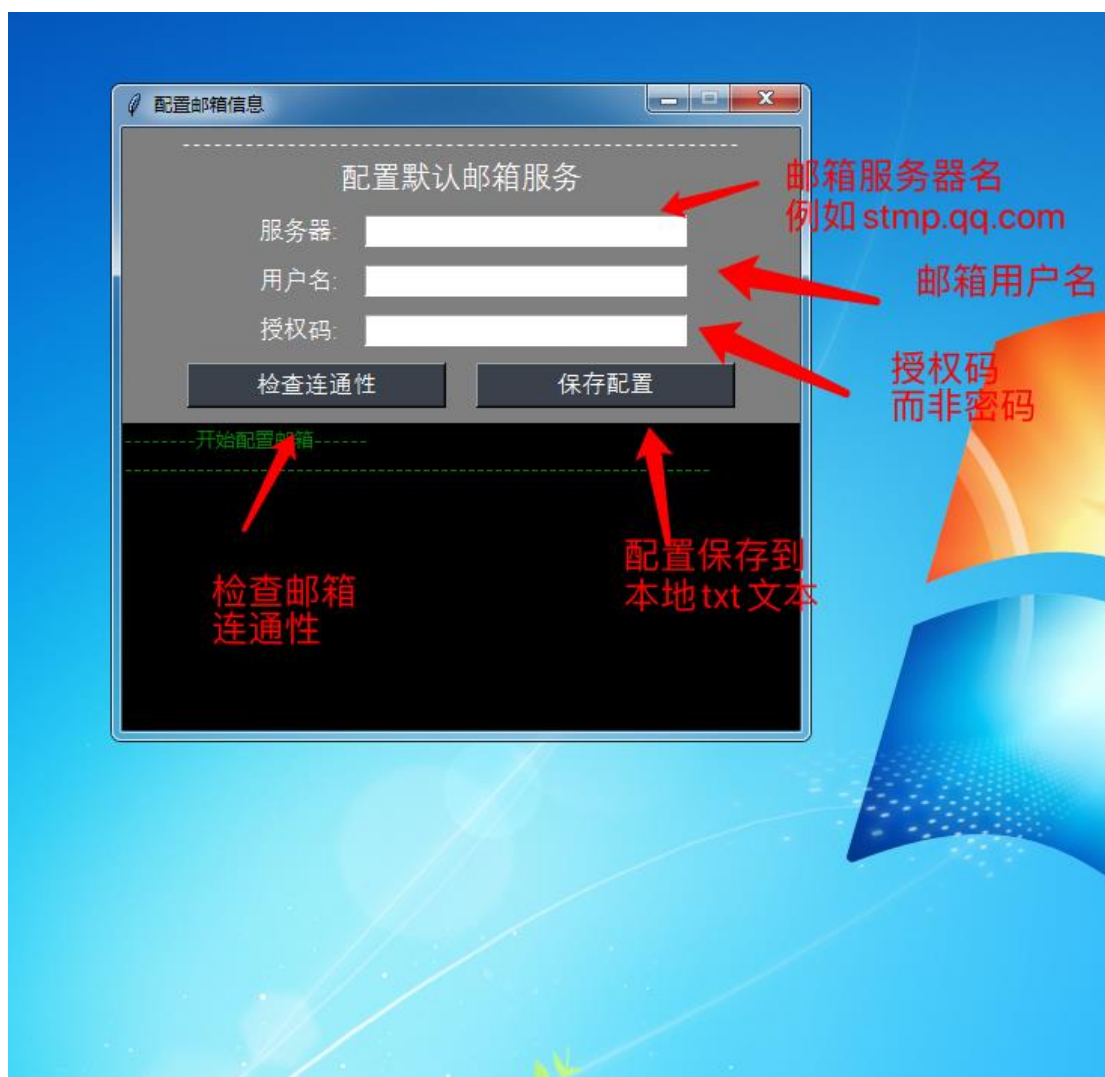 配置邮箱信息
配置默认邮箱服务
邮箱服务器名
例如 stmp.qq.com
服务器:
用户名:
邮箱用户名
授权码:
授权码
而非密码
检查连通性
保存配置
--------开始配置邮箱------
检查邮箱
连通性
配置保存到
本地 txt 文本